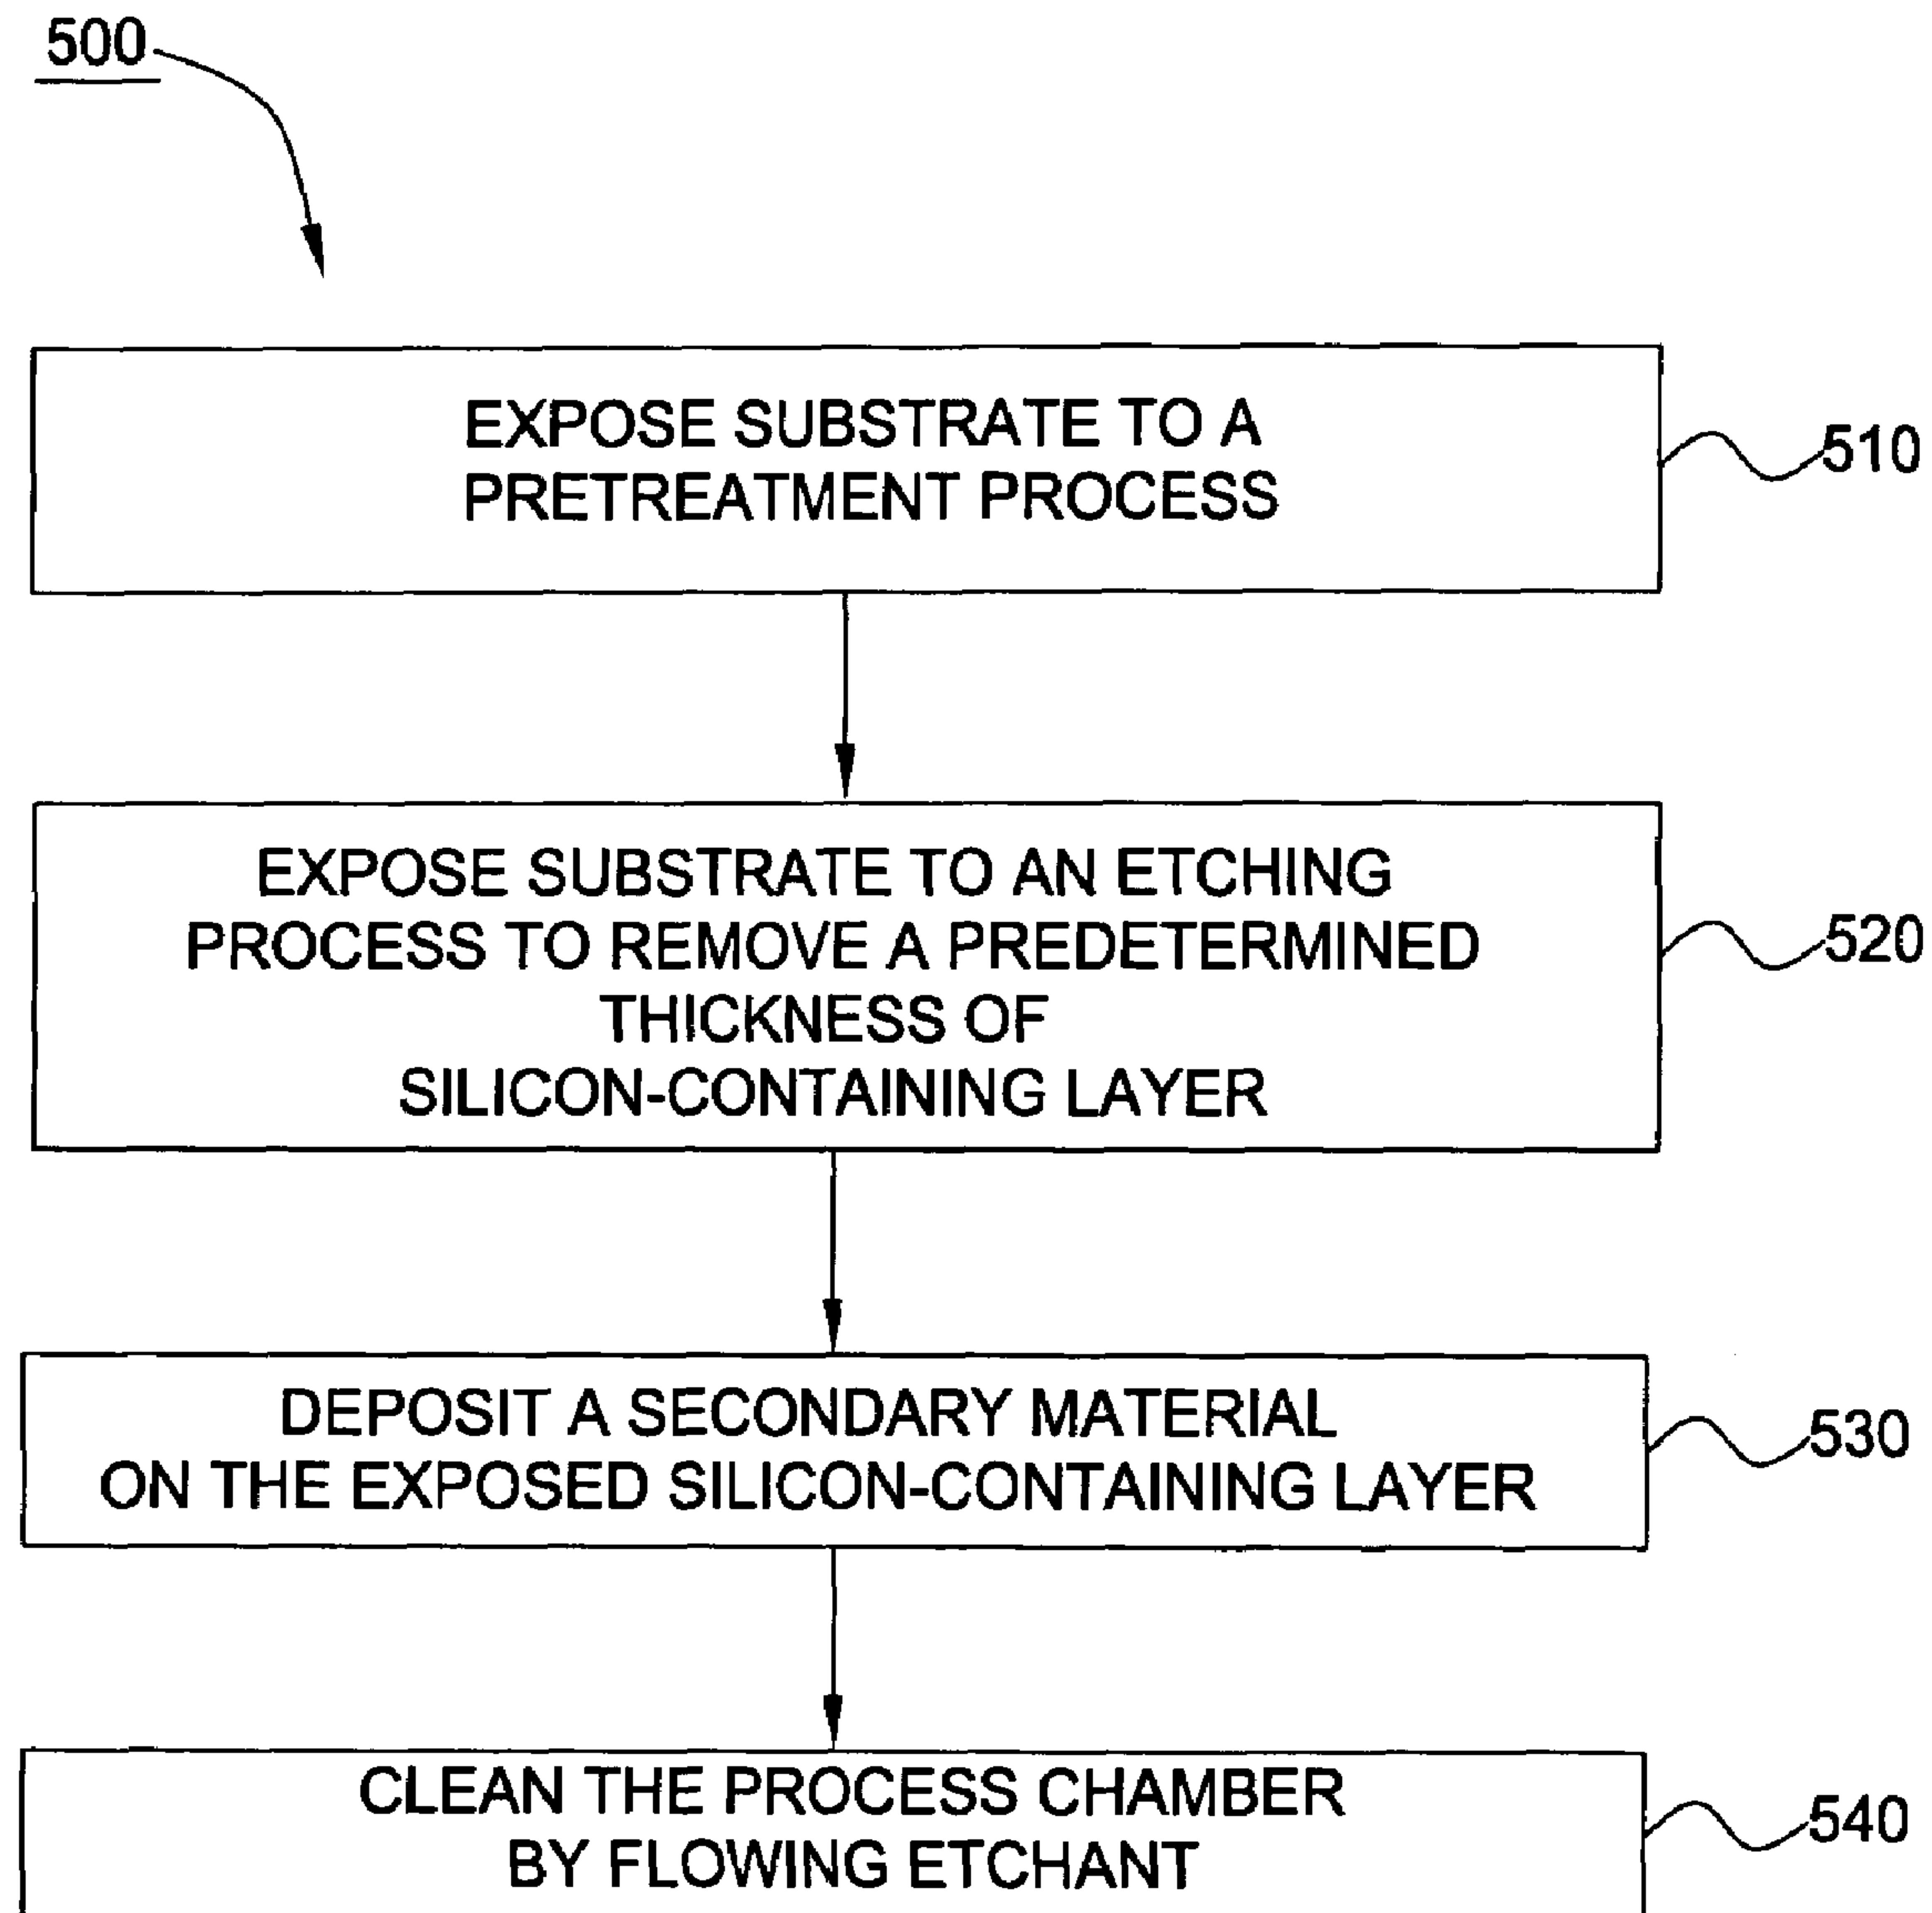 500
EXPOSE SUBSTRATE TO A
PRETREATMENT PROCESS
510
EXPOSE SUBSTRATE TO AN ETCHING
PROCESS TO REMOVE A PREDETERMINED
THICKNESS OF
SILICON-CONTAINING LAYER
520
DEPOSIT A SECONDARY MATERIAL
ON THE EXPOSED SILICON-CONTAINING LAYER
530
CLEAN THE PROCESS CHAMBER
BY FLOWING ETCHANT
540